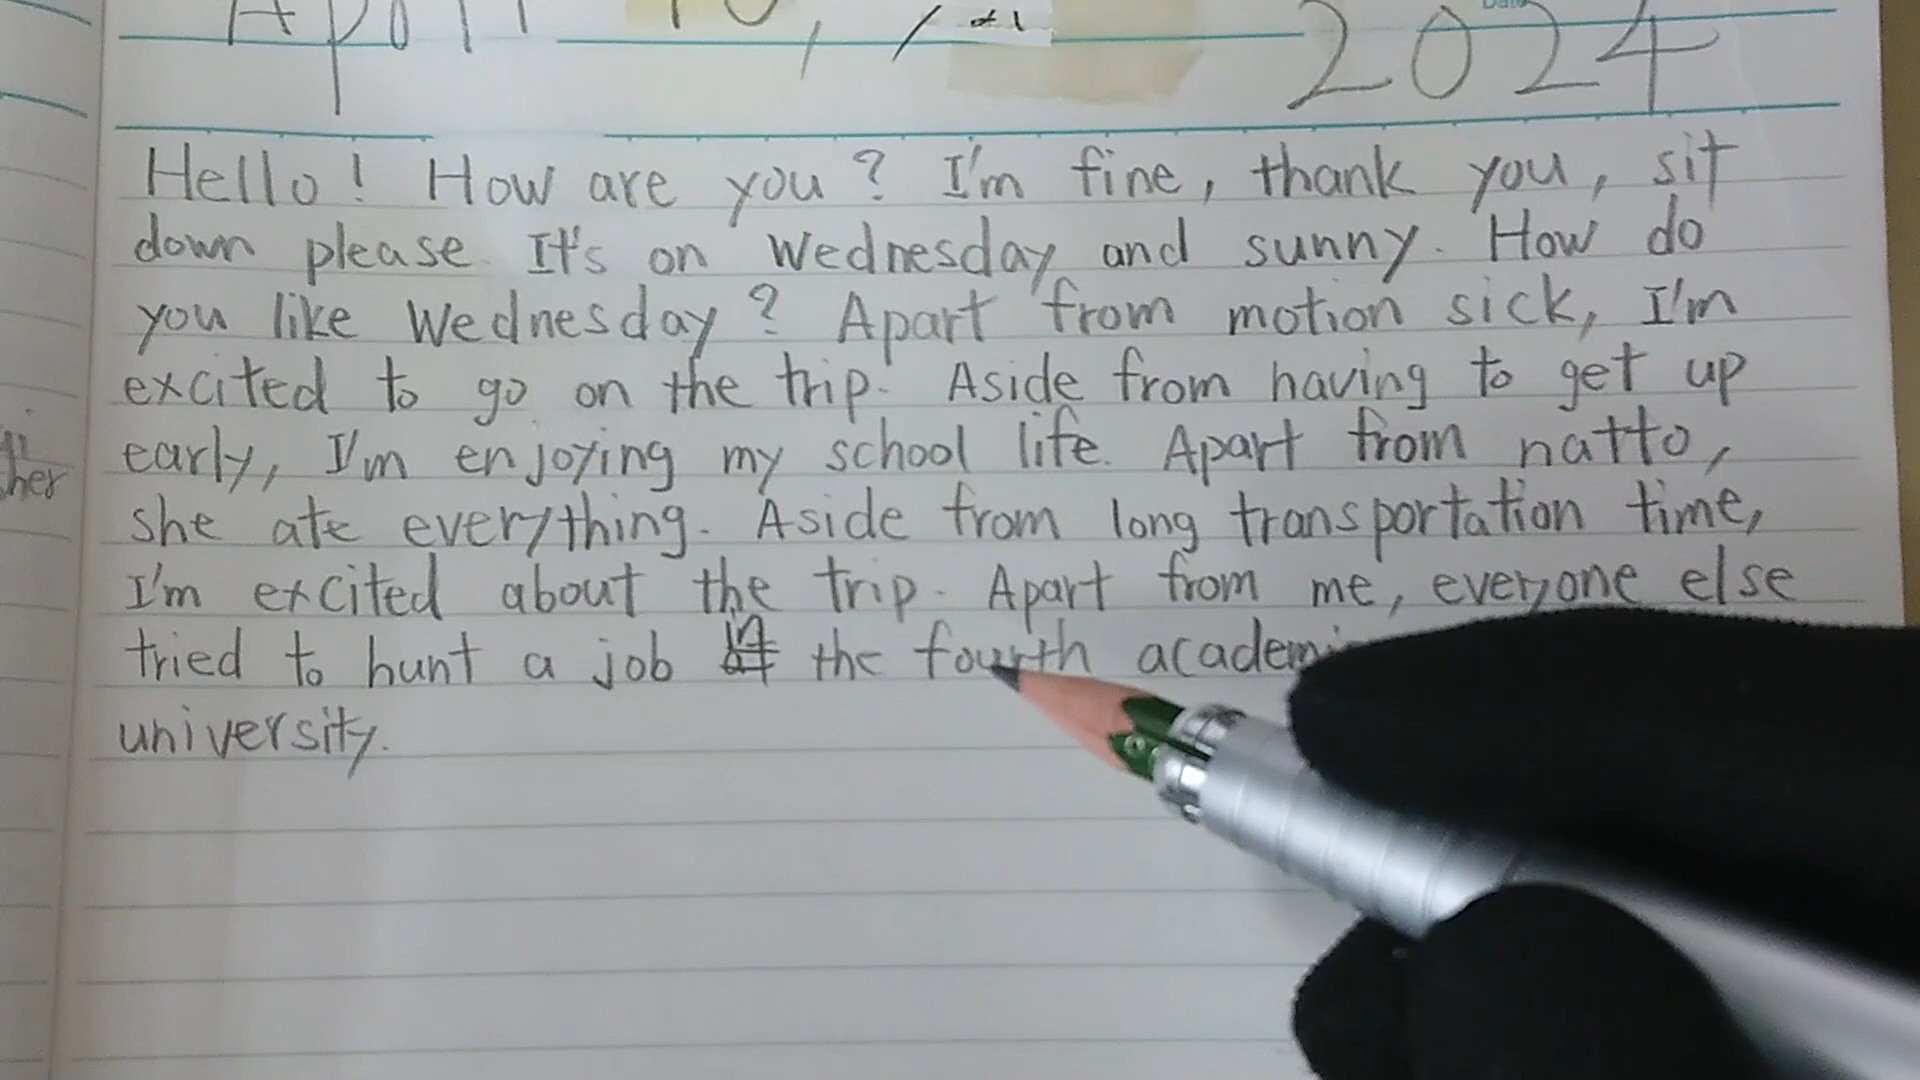 April 10, 2024
Hello! How are you? I'm fine, thank you, sit
down please. It's on Wednesday and sunny. How do
you like Wednesday? Apart from motion sick, I'm
excited to go on the trip. Aside from having to get up
early, I'm enjoying my school life. Apart from natto,
she ate everything. Aside from long transportation time,
I'm excited about the trip. Apart from me, everyone else
tried to hunt a job in the fourth
university.